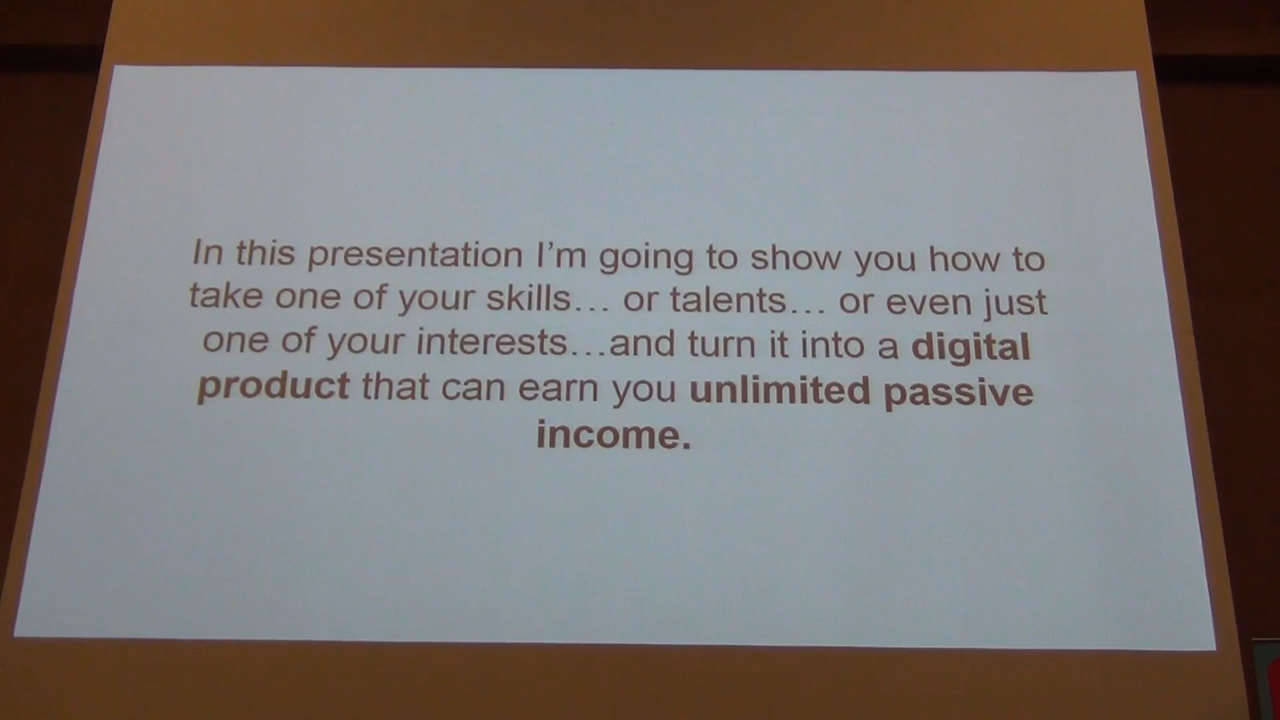 In this presentation I’m going to show you how to
take one of your skills… or talents… or even just
one of your interests…and turn it into a digital
product that can earn you unlimited passive
income.